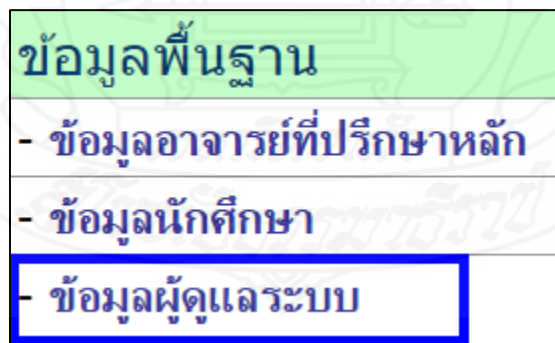 ข้อมูลพื้นฐาน
- ข้อมูลอาจารย์ที่ปรึกษาหลัก
- ข้อมูลนักศึกษา
- ข้อมูลผู้ดูแลระบบ